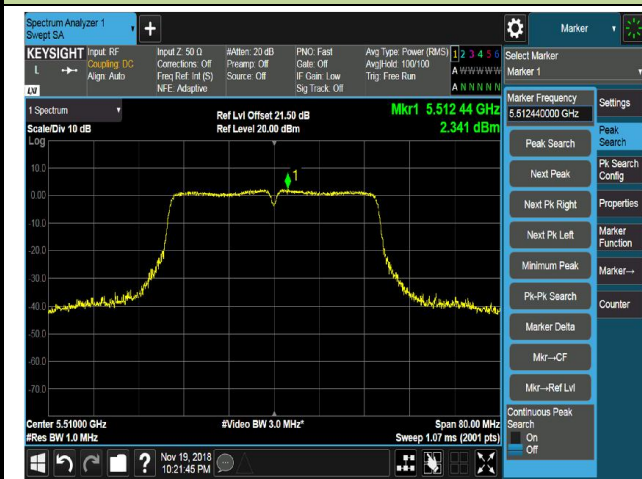 Spectrum Analyzer 1
Swept SA
Marker
KEYSIGHT
Input: RF
Coupling: DC
Align: Auto
Input Z: 50 Ω
Corrections: Off
Freq Ref: Int (S)
NFE: Adaptive
#Atten: 20 dB
Preamp: Off
Source: Off
PNO: Fast
Gate: Off
IF Gain: Low
Sig Track: Off
Avg Type: Power (RMS)
Avg|Hold: 100/100
Trig: Free Run
1 2 3 4 5 6
A W W W W W
A N N N N N
L
LXI
Select Marker
Marker 1
1 Spectrum
Scale/Div 10 dB
Log
Ref Lvl Offset 21.50 dB
Ref Level 20.00 dBm
Mkr1 5.512 44 GHz
2.341 dBm
Marker Frequency
5.512440000 GHz
Peak Search
Next Peak
Next Pk Right
Next Pk Left
Minimum Peak
Pk-Pk Search
Marker Delta
Mkr→CF
Mkr→Ref Lvl
Continuous Peak
Search
On
Off
Settings
Peak
Search
Pk Search
Config
Properties
Marker
Function
Marker→
Counter
1
10.0
0.00
-10.0
-20.0
-30.0
-40.0
-50.0
-60.0
-70.0
Center 5.51000 GHz
#Res BW 1.0 MHz
#Video BW 3.0 MHz*
Span 80.00 MHz
Sweep 1.07 ms (2001 pts)
Nov 19, 2018
10:21:45 PM